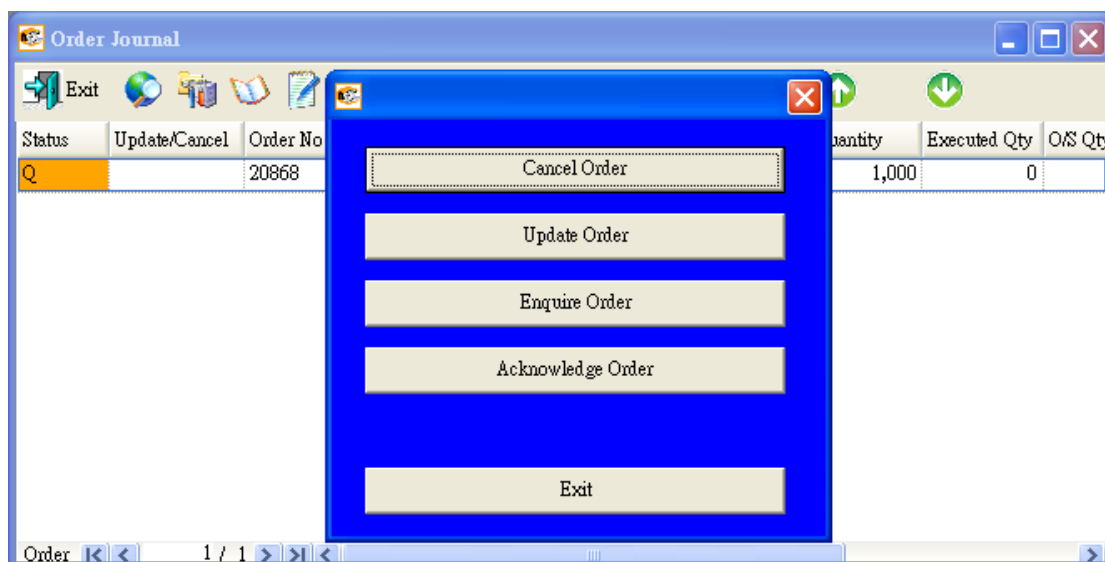 Order Journal
Exit
Status Update/Cancel Order No uantity Executed Qty O/S Qty
Q 20868 1,000 0
Cancel Order
Update Order
Enquire Order
Acknowledge Order
Exit
Order 1 / 1